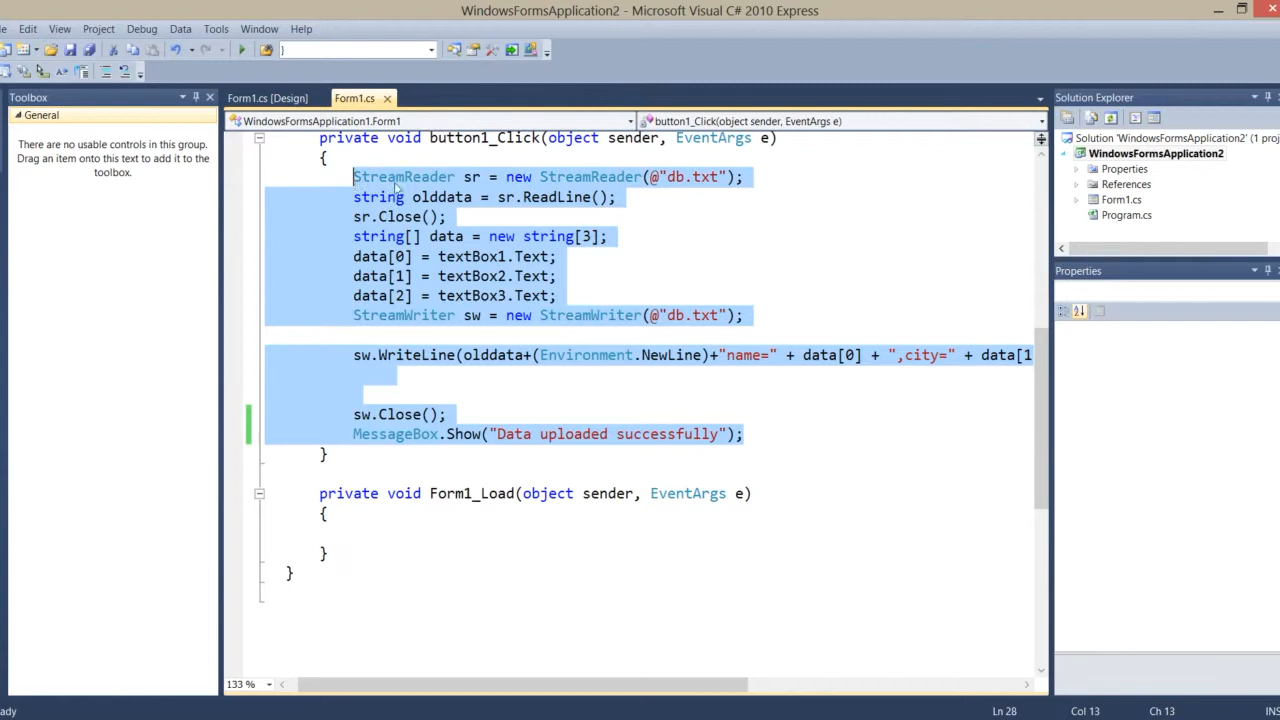 WindowsFormsApplication2 - Microsoft Visual C# 2010 Express
Edit View Project Debug Data Tools Window Help
}
Toolbox
General
There are no usable controls in this group.
Drag an item onto this text to add it to the
toolbox.
Form1.cs [Design]
Form1.cs
WindowsFormsApplication1.Form1
button1_Click(object sender, EventArgs e)
private void button1_Click(object sender, EventArgs e)
{
StreamReader sr = new StreamReader(@"db.txt");
string olddata = sr.ReadLine();
sr.Close();
string[] data = new string[3];
data[0] = textBox1.Text;
data[1] = textBox2.Text;
data[2] = textBox3.Text;
StreamWriter sw = new StreamWriter(@"db.txt");
sw.WriteLine(olddata+(Environment.NewLine)+"name=" + data[0] + ",city=" + data[1
sw.Close();
MessageBox.Show("Data uploaded successfully");
}
private void Form1_Load(object sender, EventArgs e)
{
}
}
133 %
Solution Explorer
Solution 'WindowsFormsApplication2' (1 proj
WindowsFormsApplication2
Properties
References
Form1.cs
Program.cs
Properties
ady
Ln 28
Col 13
Ch 13
INS